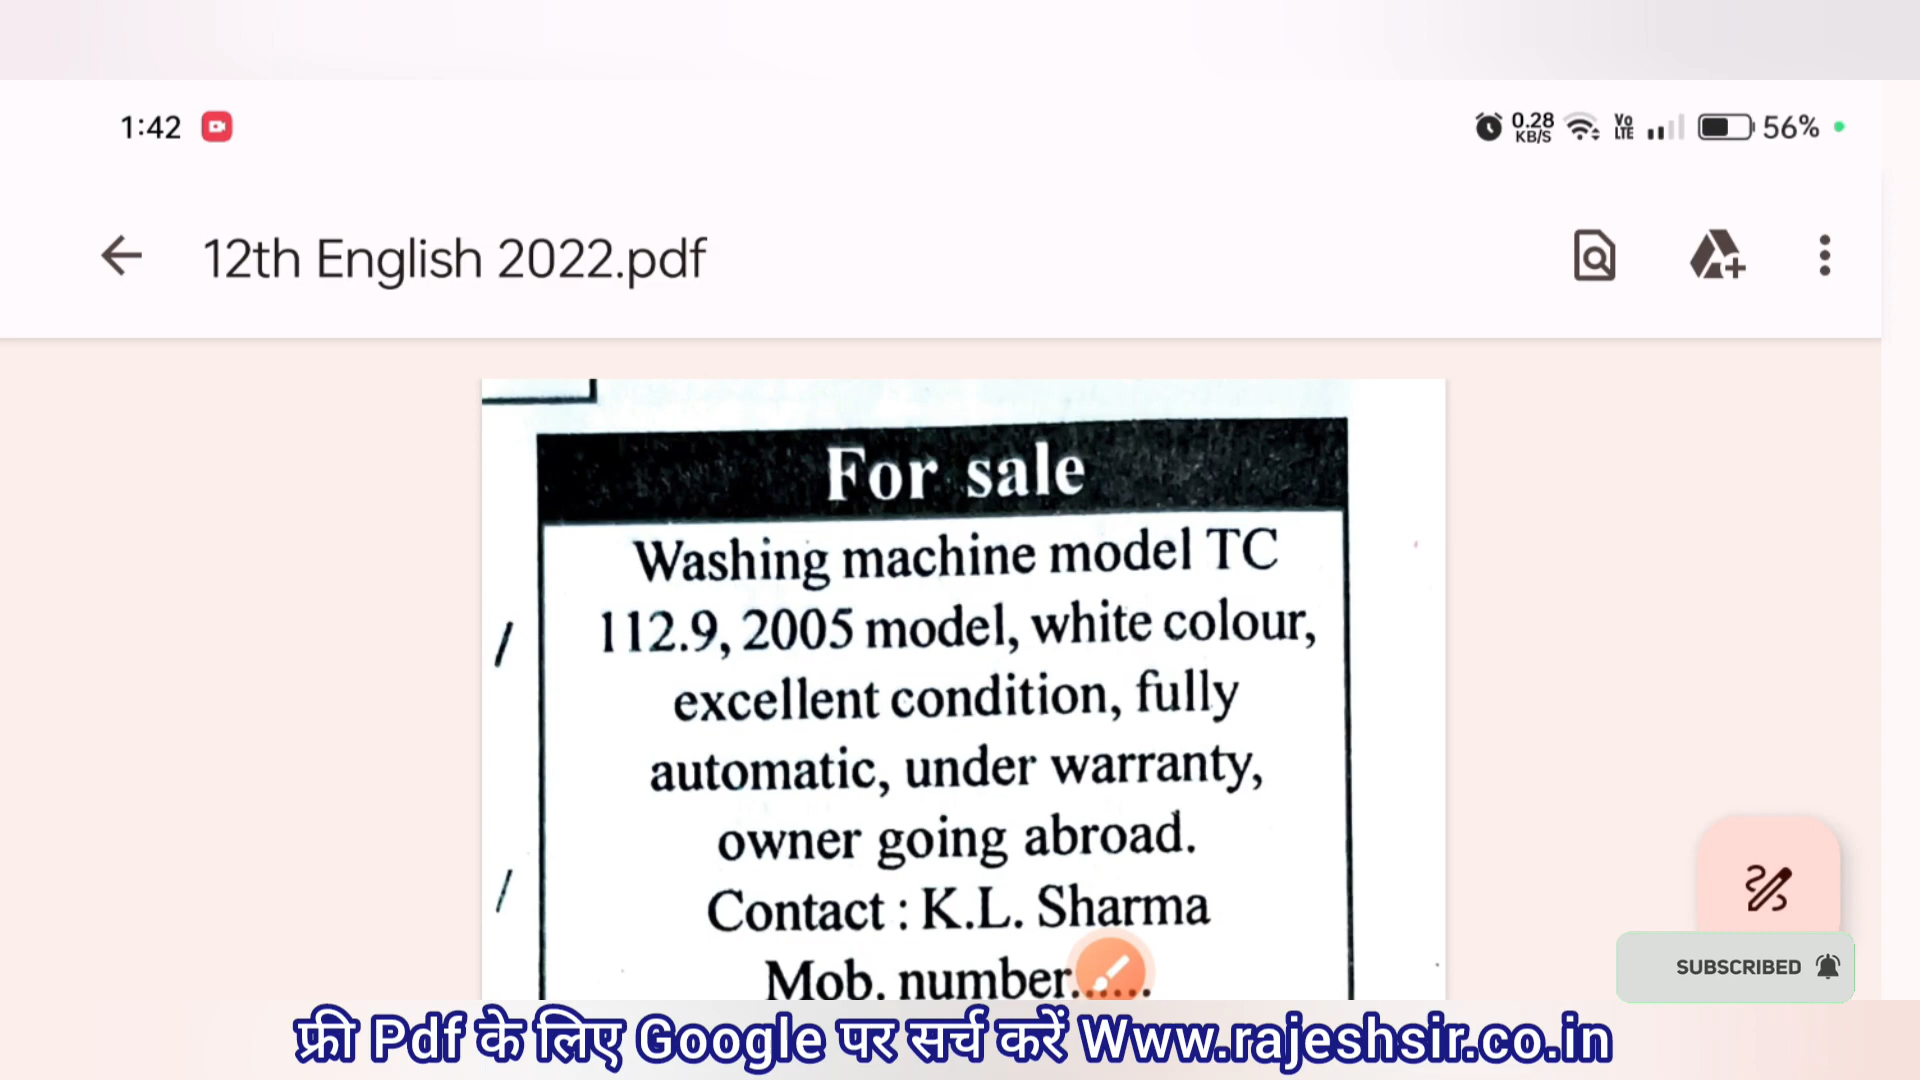 1:42
0.28 KB/S Vo LTE 56%
12th English 2022.pdf
For sale
Washing machine model TC
112.9, 2005 model, white colour,
excellent condition, fully
automatic, under warranty,
owner going abroad.
Contact : K.L. Sharma
Mob. number......
SUBSCRIBED
फ्री Pdf के लिए Google पर सर्च करें Www.rajeshsir.co.in